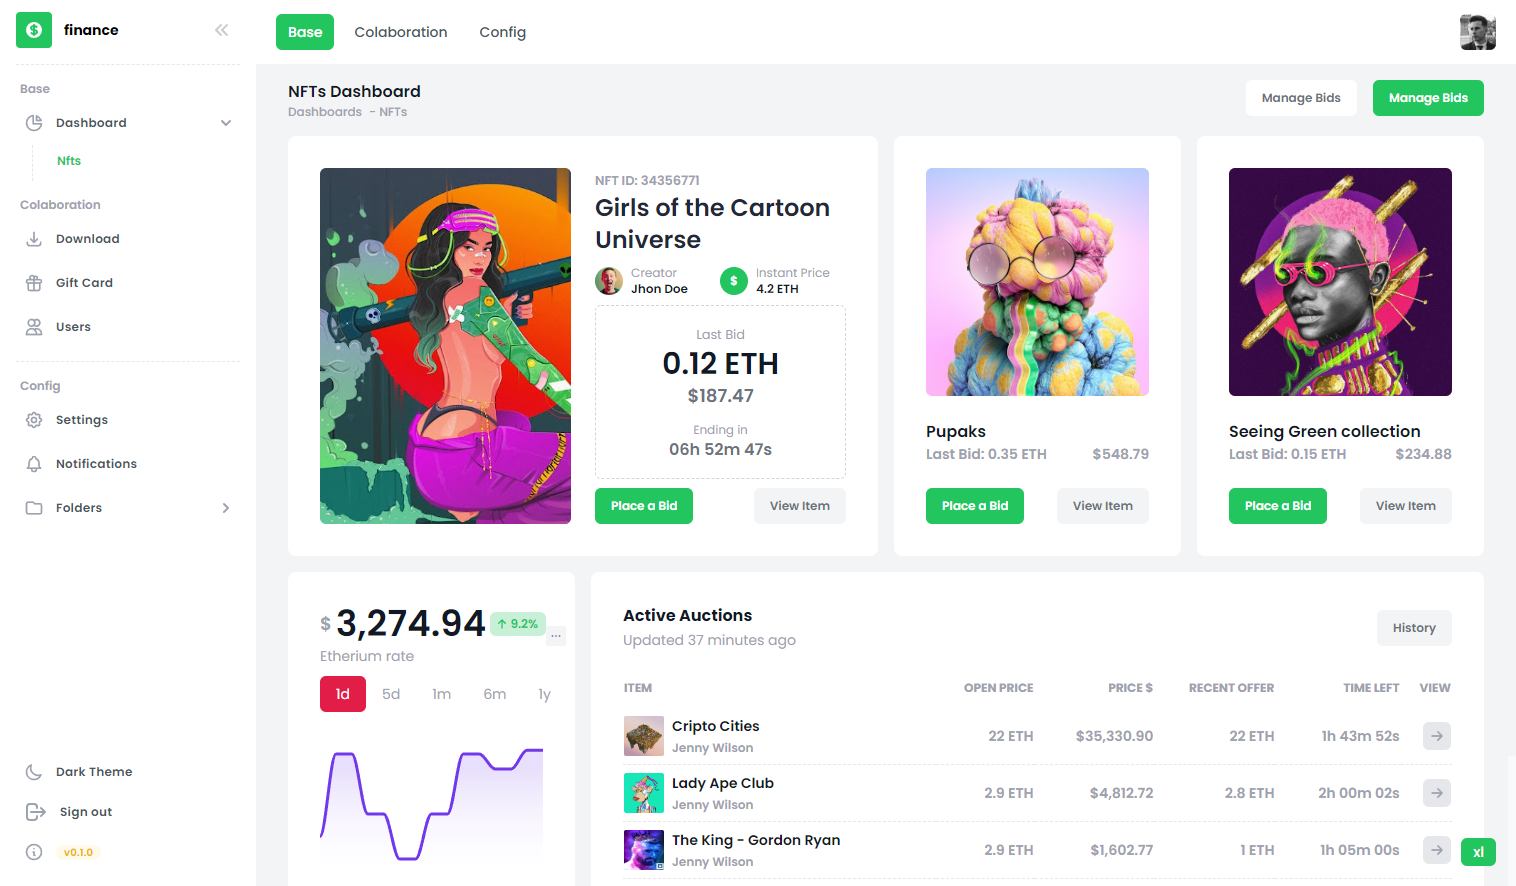 finance
Base
Colaboration
Config
Base
Dashboard
Nfts
Colaboration
Download
Gift Card
Users
Config
Settings
Notifications
Folders
Dark Theme
Sign out
v0.1.0
NFTs Dashboard
Dashboards - NFTs
Manage Bids
Manage Bids
NFT ID: 34356771
Girls of the Cartoon
Universe
Creator
Jhon Doe
$
Instant Price
4.2 ETH
Last Bid
0.12 ETH
$187.47
Ending in
06h 52m 47s
Place a Bid
View Item
Pupaks
Last Bid: 0.35 ETH $548.79
Place a Bid
View Item
Seeing Green collection
Last Bid: 0.15 ETH $234.88
Place a Bid
View Item
$ 3,274.94 ↑ 9.2%
...
Etherium rate
1d 5d 1m 6m 1y
Active Auctions
Updated 37 minutes ago
History
ITEM OPEN PRICE PRICE $ RECENT OFFER TIME LEFT VIEW
Cripto Cities
Jenny Wilson
22 ETH $35,330.90 22 ETH 1h 43m 52s
Lady Ape Club
Jenny Wilson
2.9 ETH $4,812.72 2.8 ETH 2h 00m 02s
The King - Gordon Ryan
Jenny Wilson
2.9 ETH $1,602.77 1 ETH 1h 05m 00s
xl